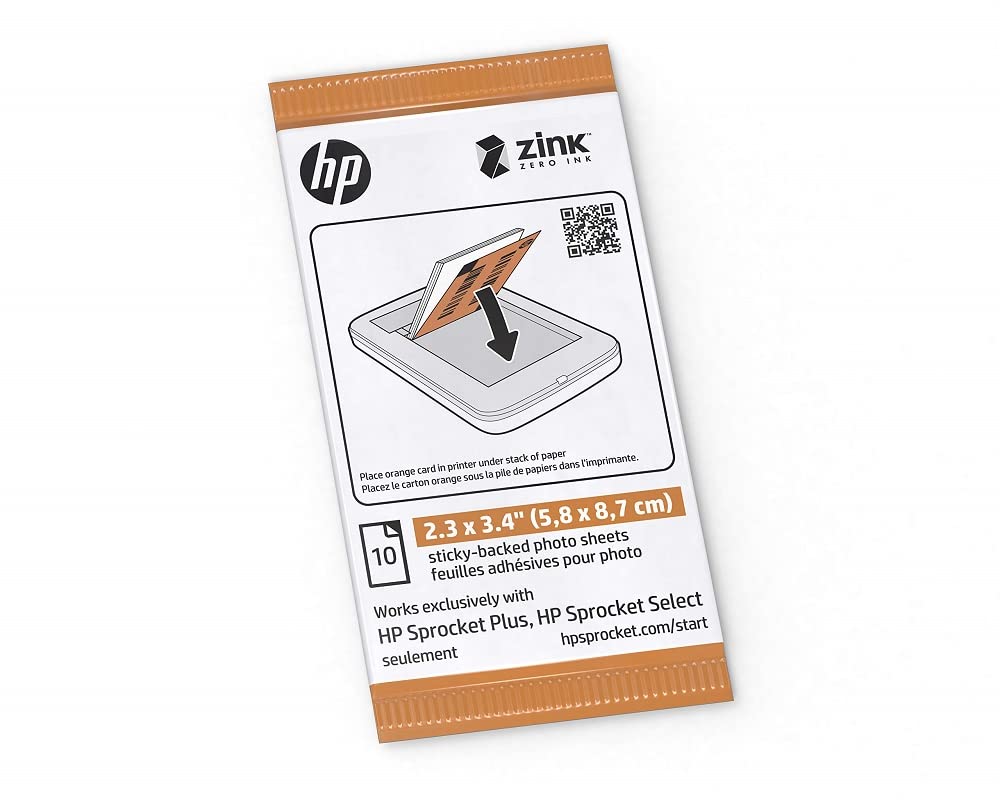 hp
zink™
ZERO INK
Place orange card in printer under stack of paper
Placez le carton orange sous la pile de papiers dans l'imprimante.
10
2.3 x 3.4" (5,8 x 8,7 cm)
sticky-backed photo sheets
feuilles adhésives pour photo
Works exclusively with
HP Sprocket Plus, HP Sprocket Select
seulement
hpsprocket.com/start